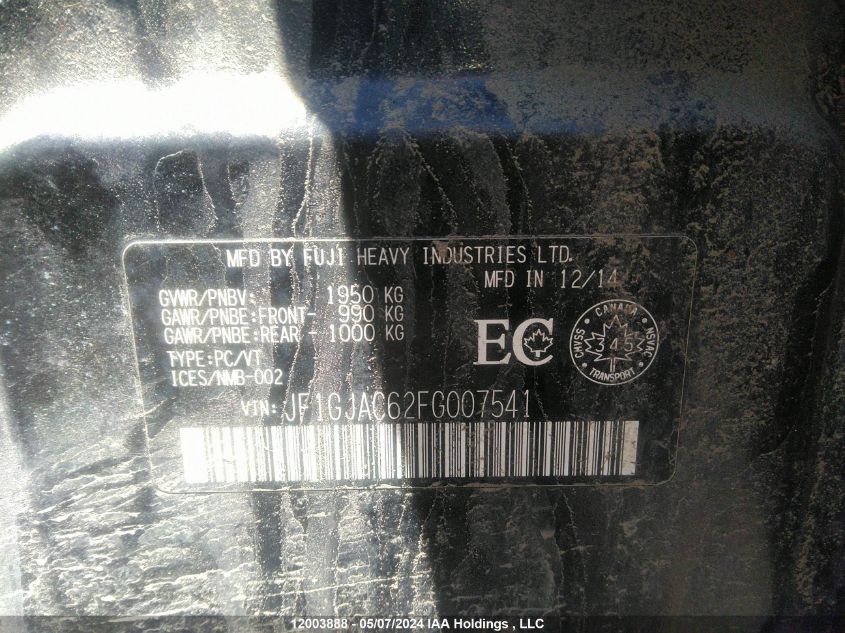 MFD BY FUJI HEAVY INDUSTRIES LTD.
MFD IN 12/14
GVWR/PNBV: 1950 KG
GAWR/PNBE:FRONT- 990 KG
GAWR/PNBE:REAR - 1000 KG
TYPE:PC/VT
ICES/NMB-002
EC
CANADA
CMVSS 345 NSVAC
TRANSPORT
VIN: JF1GJAC62FG007541
12003888 - 05/07/2024 IAA Holdings , LLC